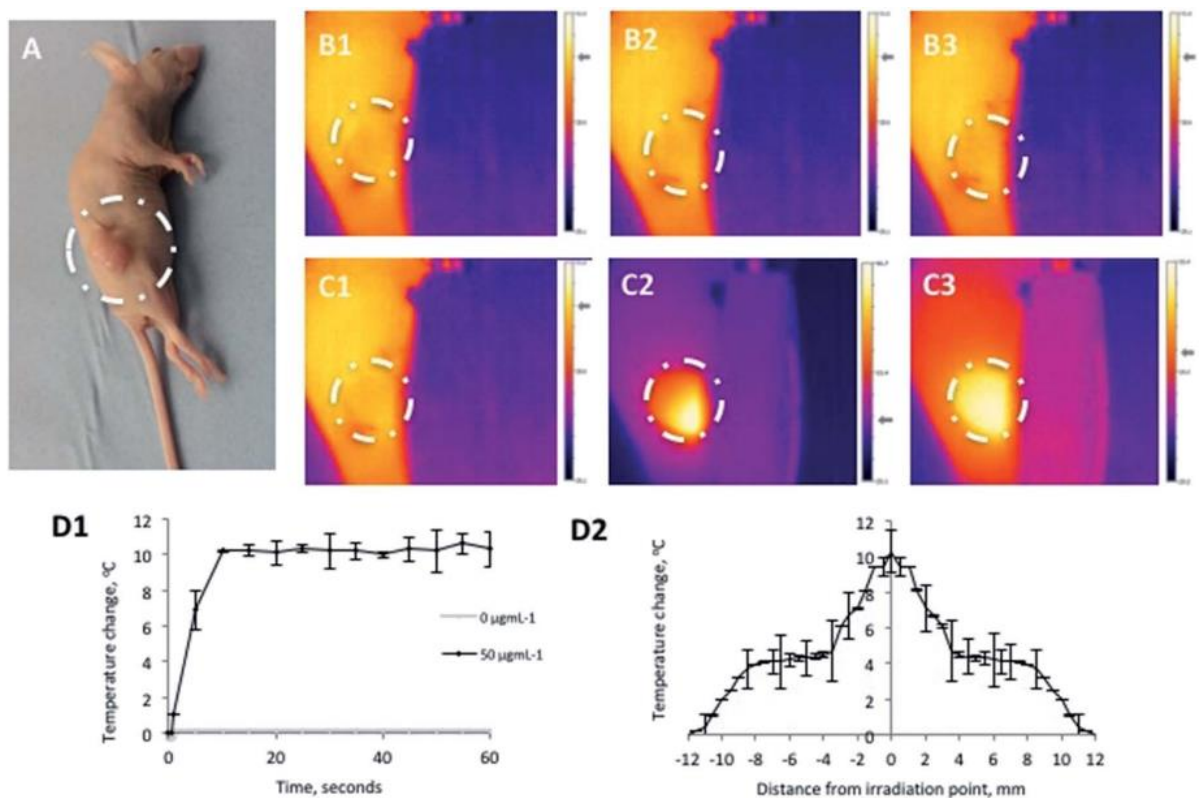 A
B1
B2
B3
C1
C2
C3
D1
Temperature change, ºC
12
10
8
6
4
2
0
0 µgmL-1
50 µgmL-1
0
20
40
60
Time, seconds
D2
Temperature change, ºC
12
10
8
6
4
2
0
-12 -10 -8 -6 -4 -2 0 2 4 6 8 10 12
Distance from irradiation point, mm